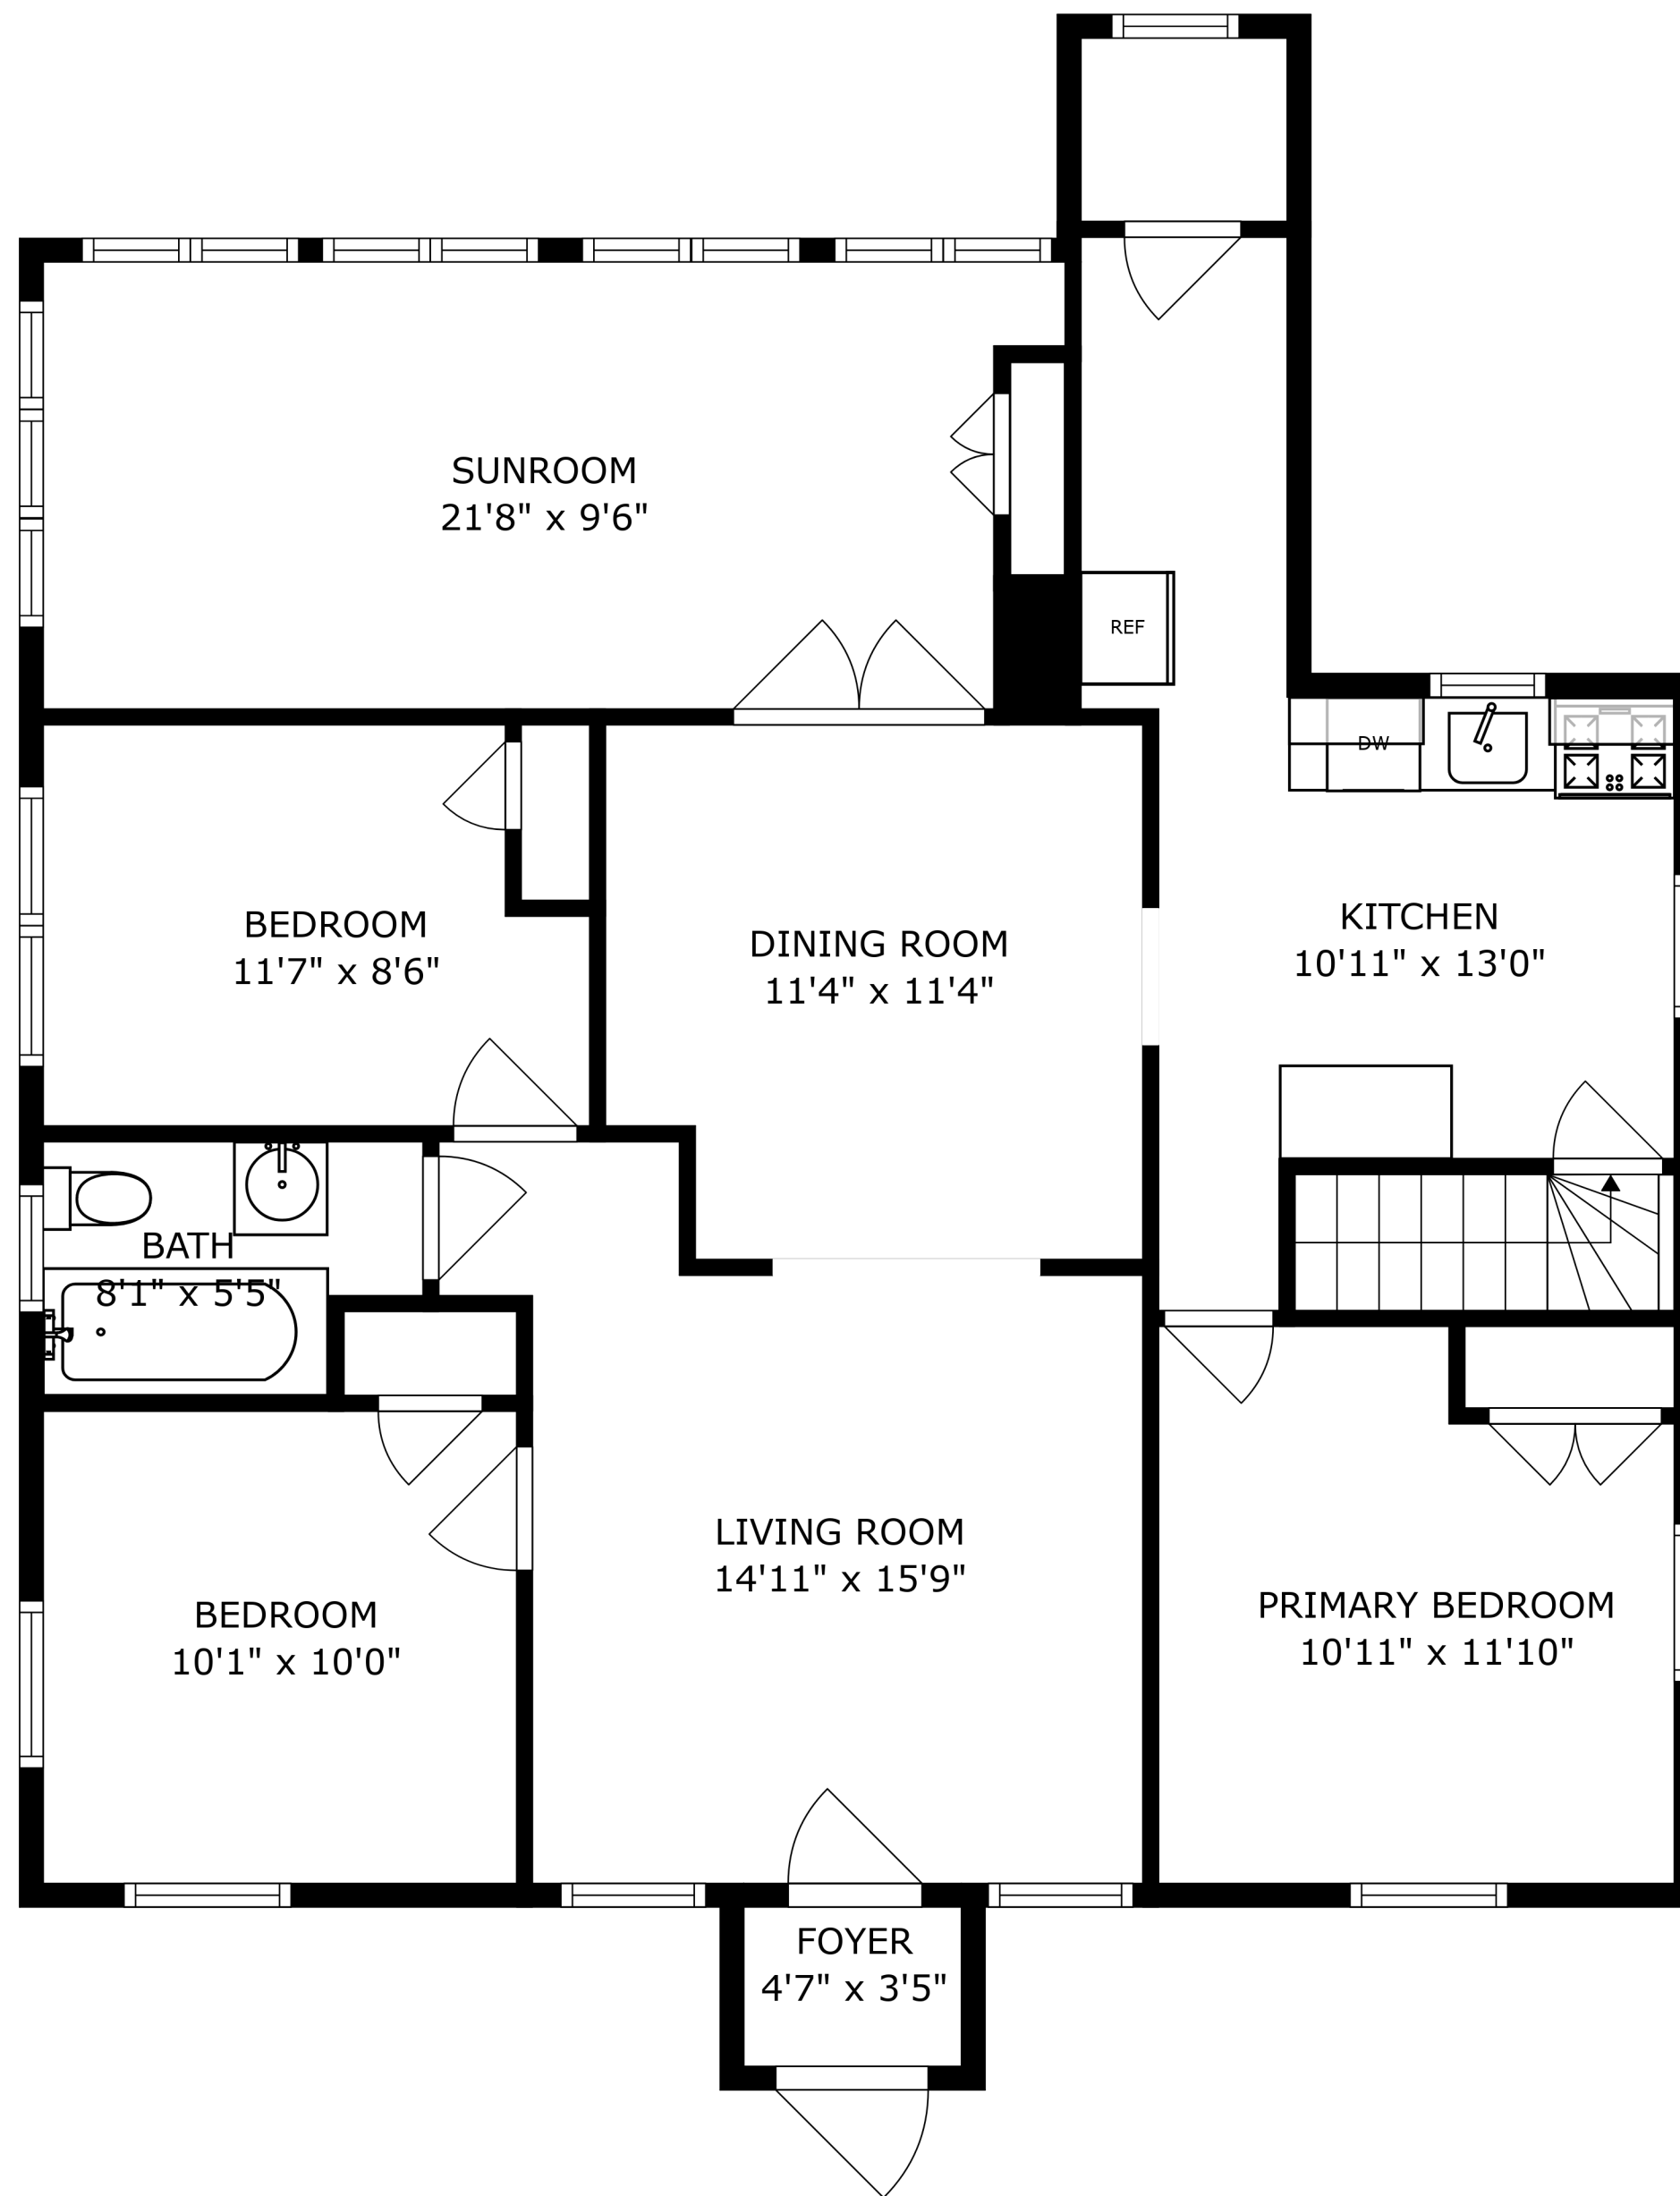 SUNROOM
21'8" x 9'6"
REF
DW
BEDROOM
11'7" x 8'6"
DINING ROOM
11'4" x 11'4"
KITCHEN
10'11" x 13'0"
BATH
8'1" x 5'5"
LIVING ROOM
14'11" x 15'9"
BEDROOM
10'1" x 10'0"
PRIMARY BEDROOM
10'11" x 11'10"
FOYER
4'7" x 3'5"